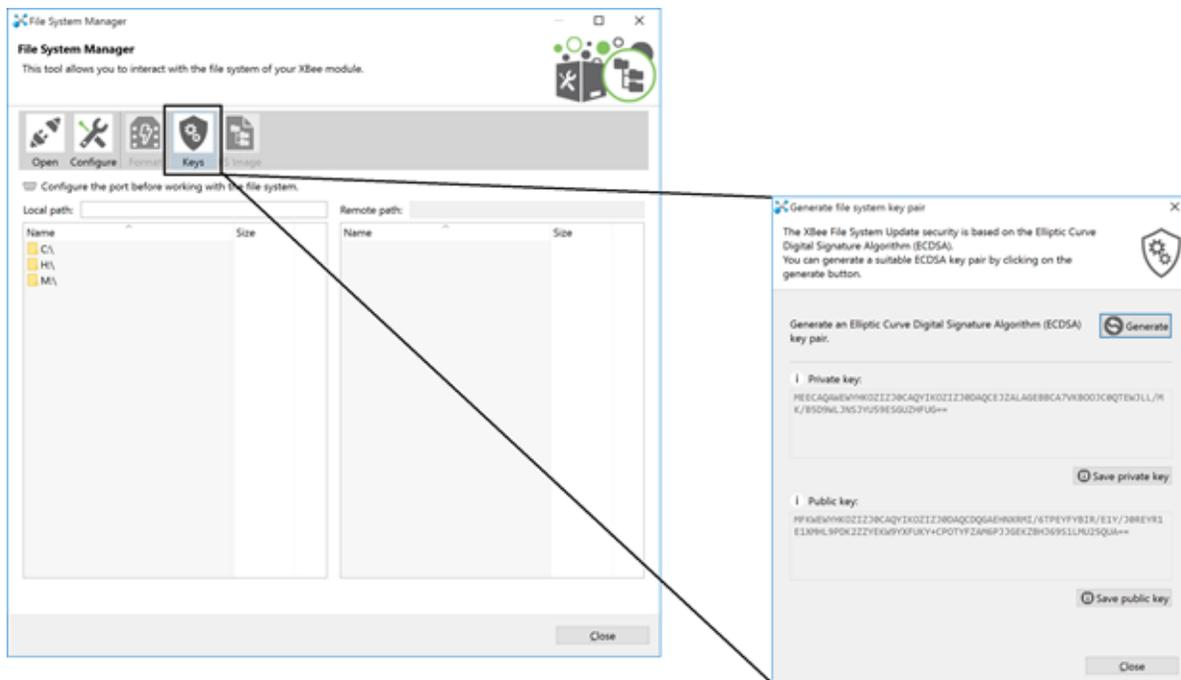 File System Manager
File System Manager
This tool allows you to interact with the file system of your XBee module.
Open Configure Format Keys FS Image
Configure the port before working with the file system.
Local path:
Remote path:
Name Size
Name Size
C:\
H:\
M:\
Close
Generate file system key pair
The XBee File System Update security is based on the Elliptic Curve
Digital Signature Algorithm (ECDSA).
You can generate a suitable ECDSA key pair by clicking on the
generate button.
Generate an Elliptic Curve Digital Signature Algorithm (ECDSA)
key pair.
Generate
Private key:
Save private key
Public key:
Save public key
Close